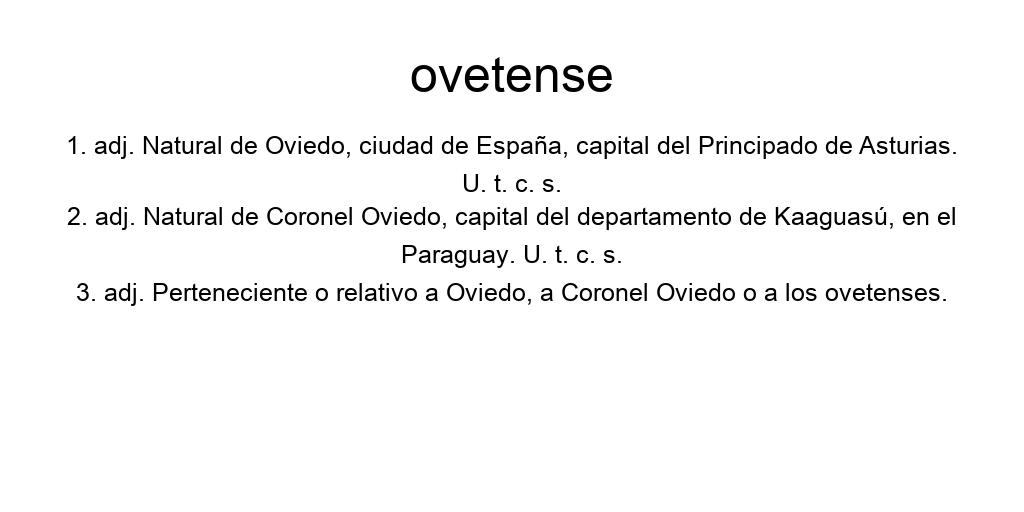 ovetense
1. adj. Natural de Oviedo, ciudad de España, capital del Principado de Asturias.
U. t. c. s.
2. adj. Natural de Coronel Oviedo, capital del departamento de Kaaguasú, en el
Paraguay. U. t. c. s.
3. adj. Perteneciente o relativo a Oviedo, a Coronel Oviedo o a los ovetenses.